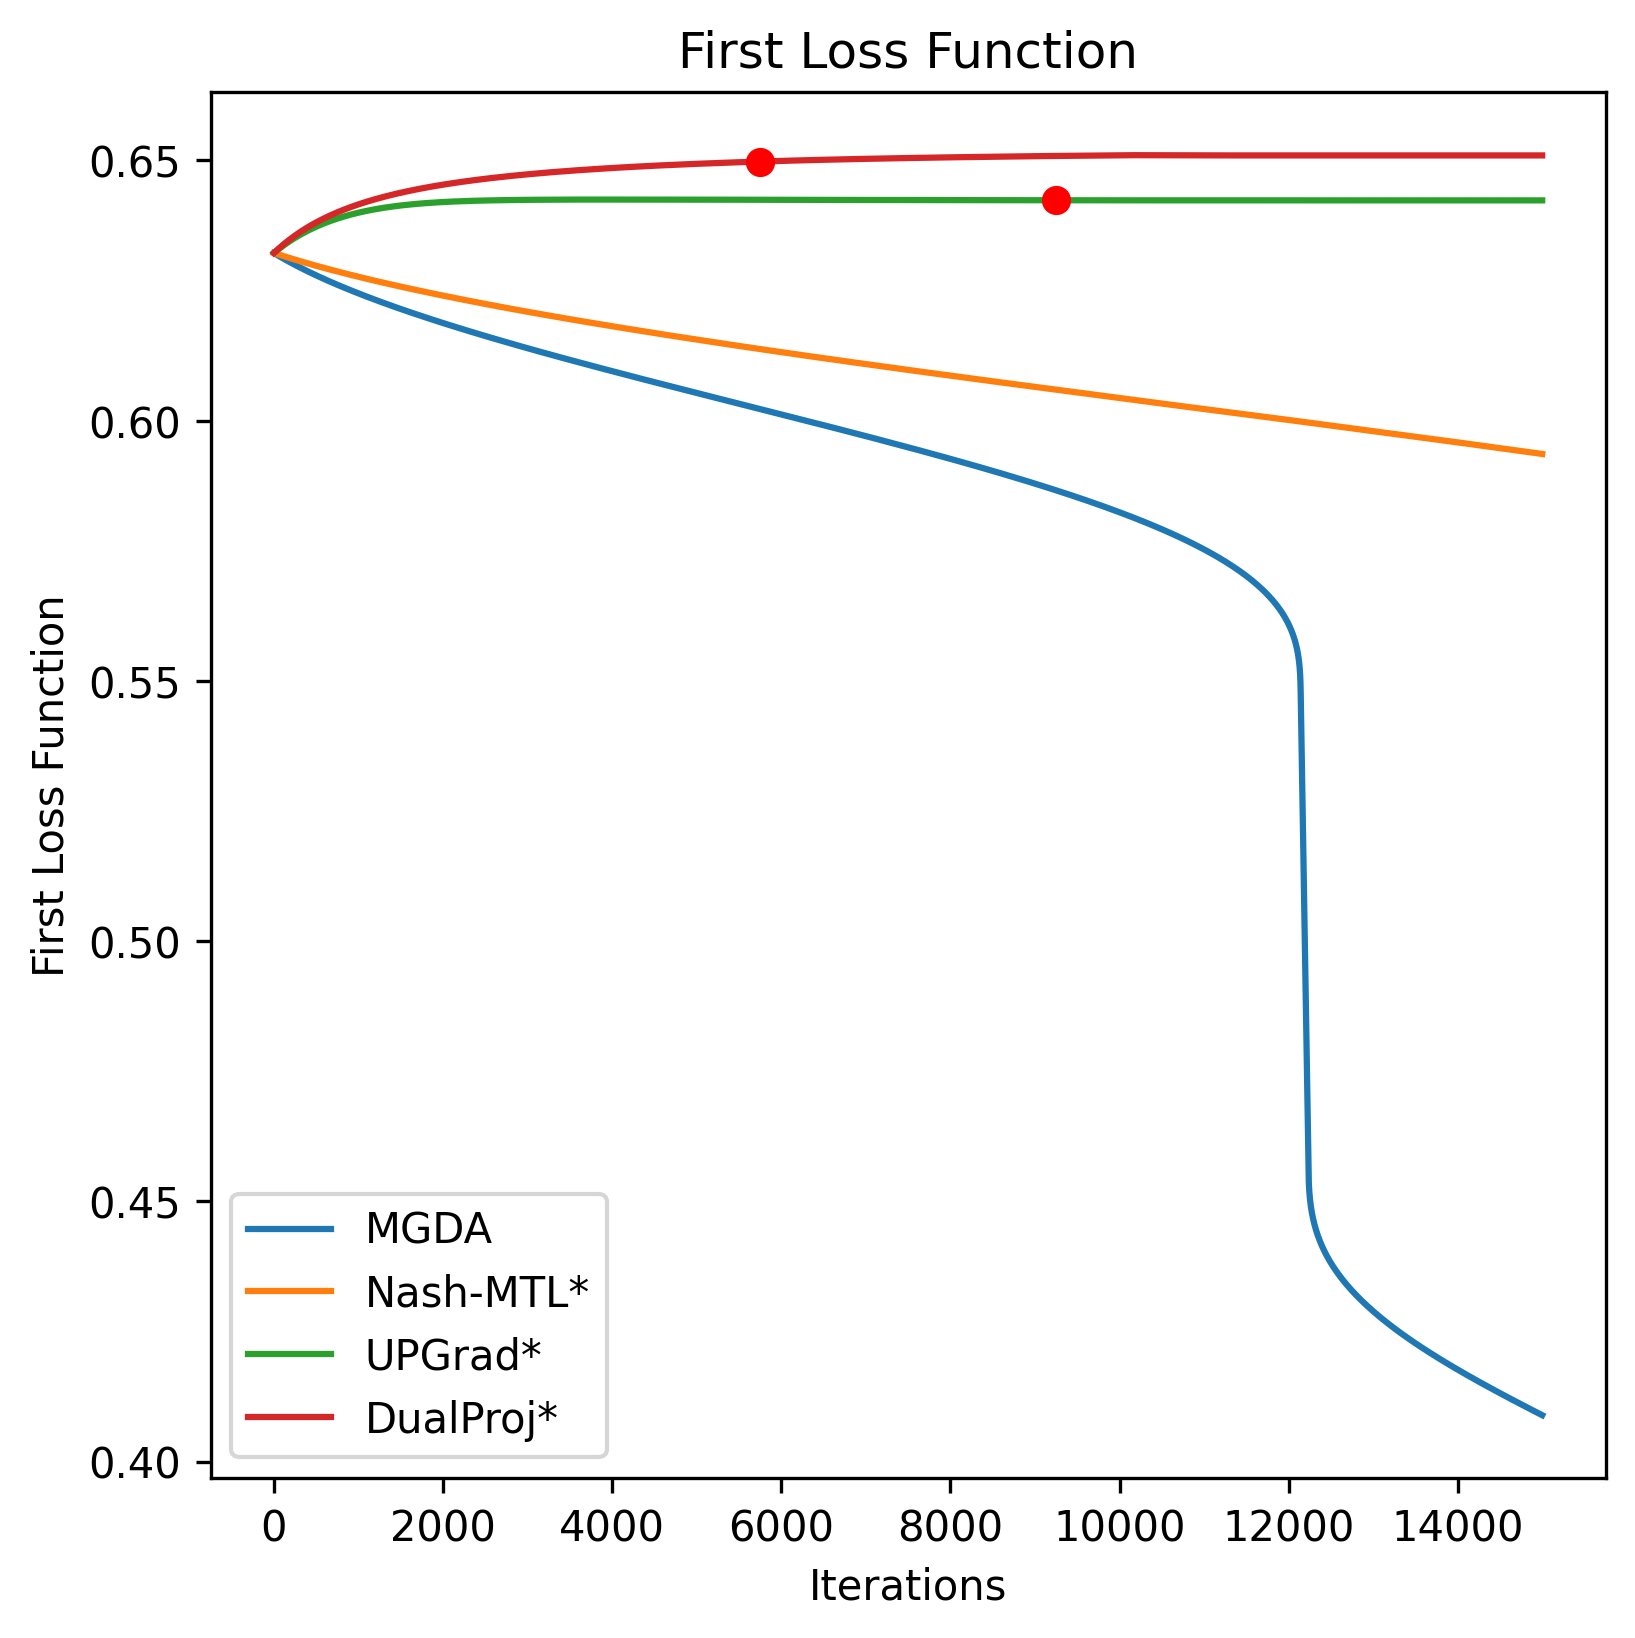 First Loss Function
First Loss Function
0.65
0.60
0.55
0.50
0.45
0.40
MGDA
Nash-MTL*
UPGrad*
DualProj*
0 2000 4000 6000 8000 10000 12000 14000
Iterations